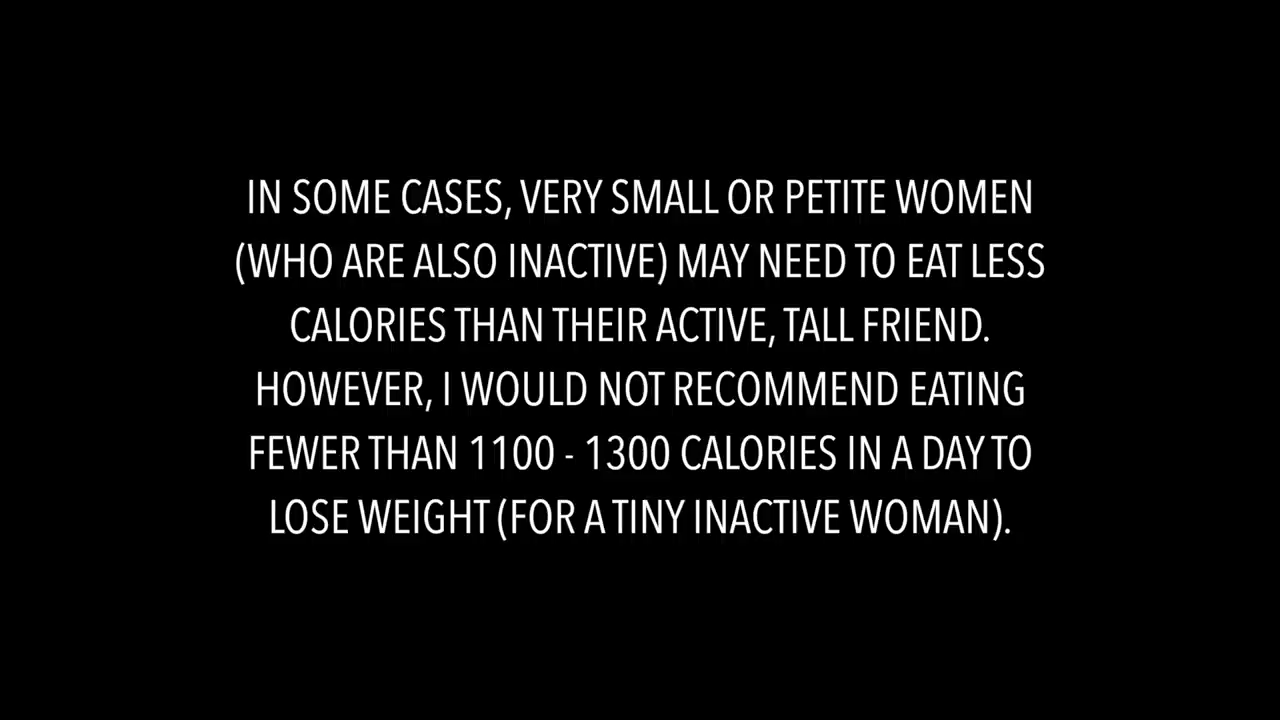 IN SOME CASES, VERY SMALL OR PETITE WOMEN
(WHO ARE ALSO INACTIVE) MAY NEED TO EAT LESS
CALORIES THAN THEIR ACTIVE, TALL FRIEND.
HOWEVER, I WOULD NOT RECOMMEND EATING
FEWER THAN 1100 - 1300 CALORIES IN A DAY TO
LOSE WEIGHT (FOR A TINY INACTIVE WOMAN).